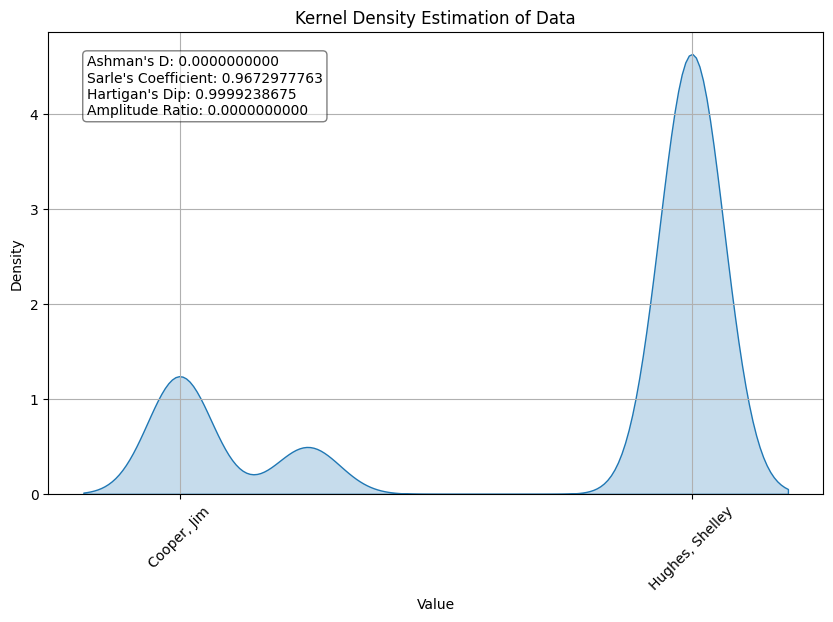 Kernel Density Estimation of Data
Ashman's D: 0.0000000000
Sarle's Coefficient: 0.9672977763
Hartigan's Dip: 0.9999238675
Amplitude Ratio: 0.0000000000
Density
4
3
2
1
0
Cooper, Jim
Hughes, Shelley
Value